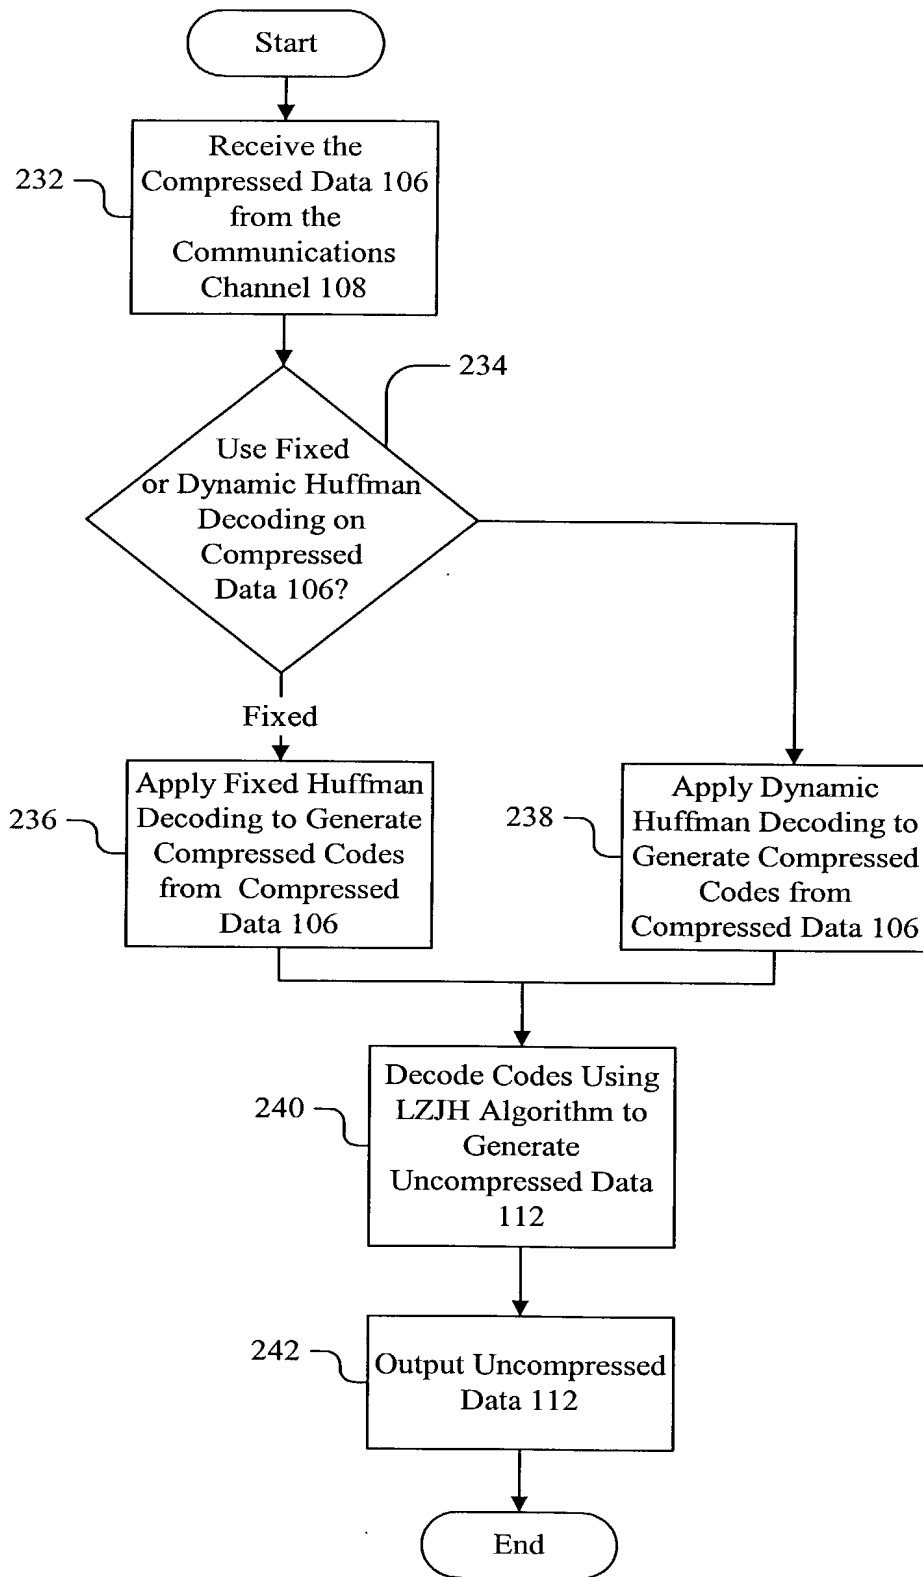 Start
Receive the
Compressed Data 106
from the
Communications
Channel 108
232
234
Use Fixed
or Dynamic Huffman
Decoding on
Compressed
Data 106?
Fixed
Apply Fixed Huffman
Decoding to Generate
Compressed Codes
from Compressed
Data 106
236
Apply Dynamic
Huffman Decoding to
Generate Compressed
Codes from
Compressed Data 106
238
Decode Codes Using
LZJH Algorithm to
Generate
Uncompressed Data
112
240
Output Uncompressed
Data 112
242
End